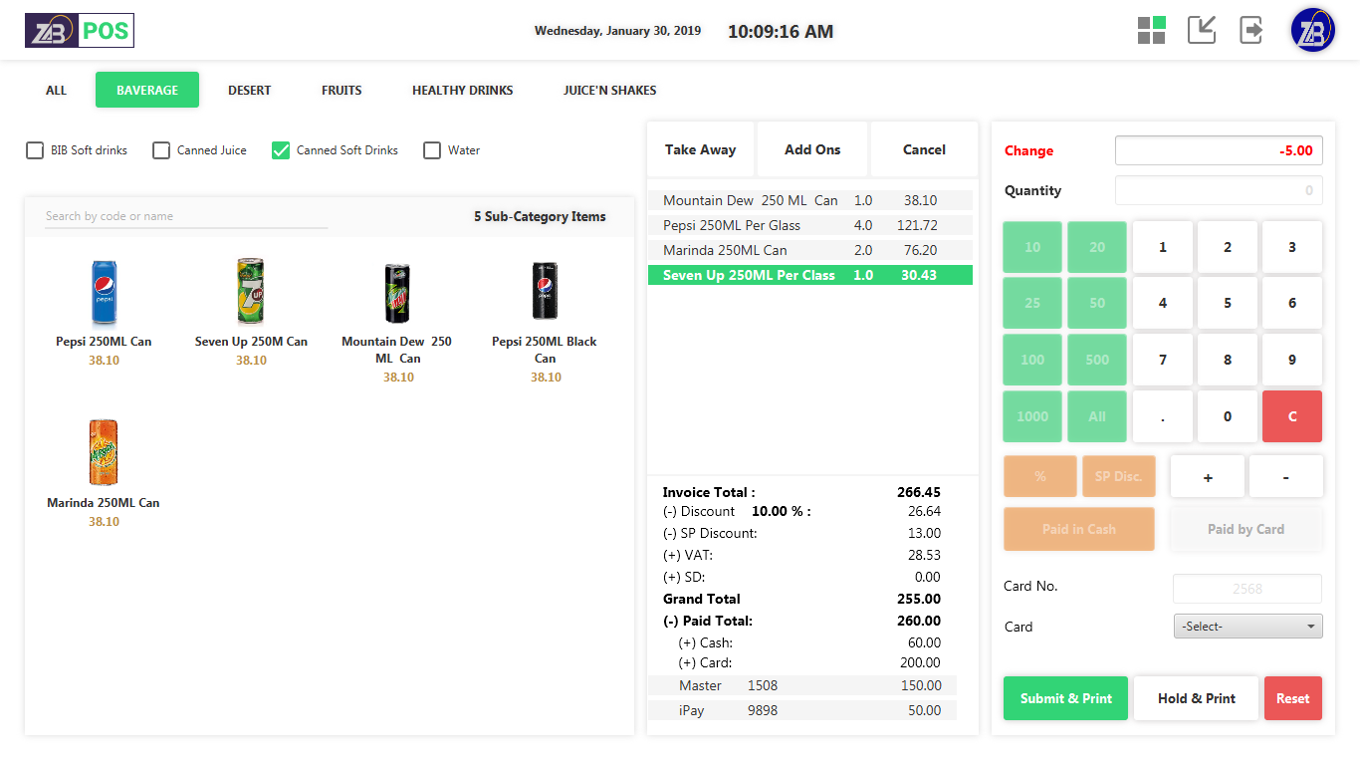 ZAB POS
Wednesday, January 30, 2019
10:09:16 AM
ZB
ALL
BAVERAGE
DESERT
FRUITS
HEALTHY DRINKS
JUICE'N SHAKES
BIB Soft drinks
Canned Juice
Canned Soft Drinks
Water
Search by code or name
5 Sub-Category Items
pepsi
7UP
pepsi
Pepsi 250ML Can
38.10
Seven Up 250M Can
38.10
Mountain Dew 250
ML Can
38.10
Pepsi 250ML Black
Can
38.10
Marinda 250ML Can
38.10
Take Away
Add Ons
Cancel
Mountain Dew 250 ML Can 1.0 38.10
Pepsi 250ML Per Glass 4.0 121.72
Marinda 250ML Can 2.0 76.20
Seven Up 250ML Per Class 1.0 30.43
Invoice Total : 266.45
(-) Discount 10.00 % : 26.64
(-) SP Discount: 13.00
(+) VAT: 28.53
(+) SD: 0.00
Grand Total 255.00
(-) Paid Total: 260.00
(+) Cash: 60.00
(+) Card: 200.00
Master 1508 150.00
iPay 9898 50.00
Change -5.00
Quantity 0
10 20 1 2 3
25 50 4 5 6
100 500 7 8 9
1000 All . 0 C
% SP Disc. + -
Paid in Cash Paid by Card
Card No. 2568
Card -Select-
Submit & Print
Hold & Print
Reset